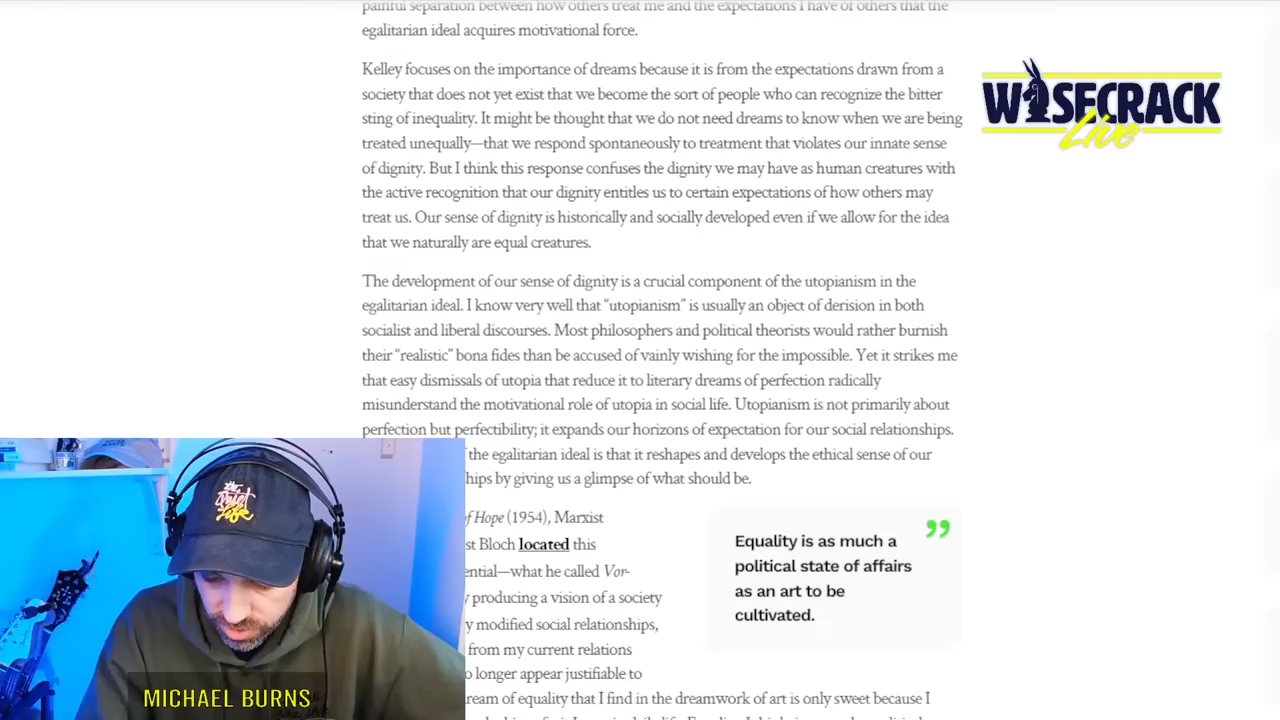 painful separation between how others treat me and the expectations I have of others that the
egalitarian ideal acquires motivational force.
Kelley focuses on the importance of dreams because it is from the expectations drawn from a
society that does not yet exist that we become the sort of people who can recognize the bitter
sting of inequality. It might be thought that we do not need dreams to know when we are being
treated unequally—that we respond spontaneously to treatment that violates our innate sense
of dignity. But I think this response confuses the dignity we may have as human creatures with
the active recognition that our dignity entitles us to certain expectations of how others may
treat us. Our sense of dignity is historically and socially developed even if we allow for the idea
that we naturally are equal creatures.
The development of our sense of dignity is a crucial component of the utopianism in the
egalitarian ideal. I know very well that “utopianism” is usually an object of derision in both
socialist and liberal discourses. Most philosophers and political theorists would rather burnish
their “realistic” bona fides than be accused of vainly wishing for the impossible. Yet it strikes me
that easy dismissals of utopia that reduce it to literary dreams of perfection radically
misunderstand the motivational role of utopia in social life. Utopianism is not primarily about
perfection but perfectibility; it expands our horizons of expectation for our social relationships.
the egalitarian ideal is that it reshapes and develops the ethical sense of our
hips by giving us a glimpse of what should be.
of Hope (1954), Marxist
st Bloch located this
ential—what he called Vor-
y producing a vision of a society
y modified social relationships,
from my current relations
o longer appear justifiable to
ream of equality that I find in the dreamwork of art is only sweet because I
Equality is as much a
political state of affairs
as an art to be
cultivated.
WISECRACK
Live
the
Quiet
Life
MICHAEL BURNS